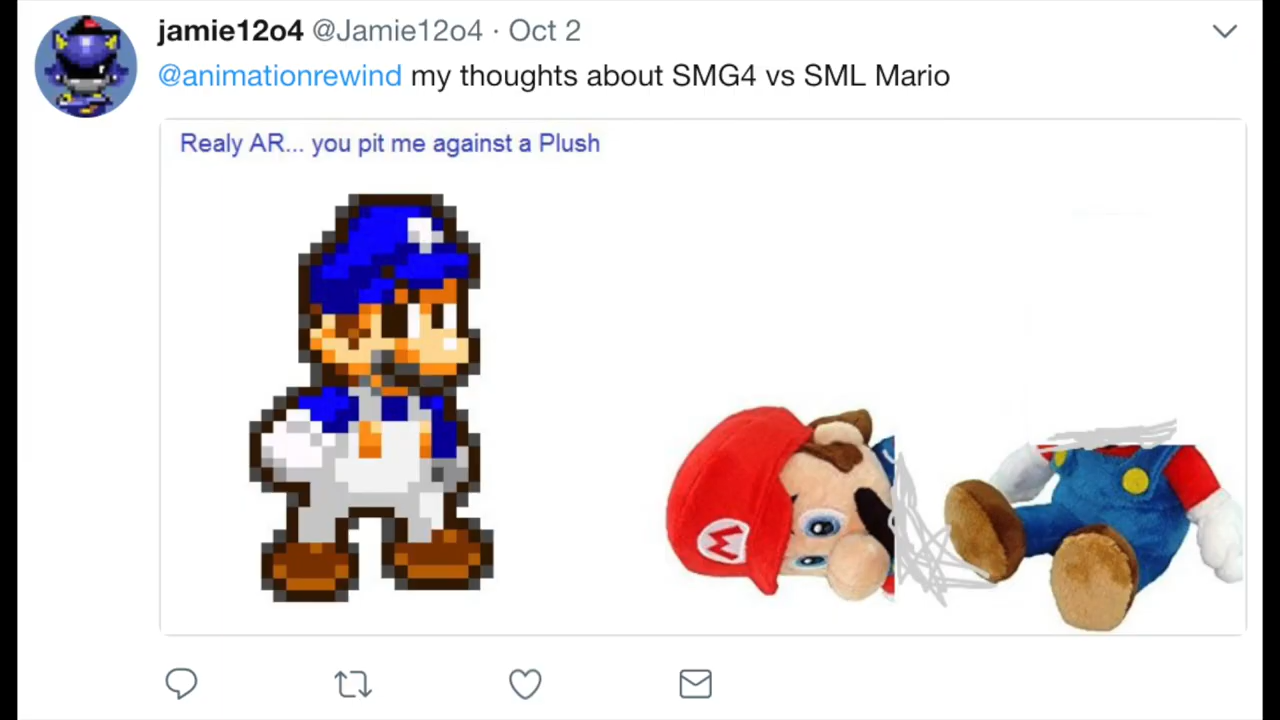 jamie12o4 @Jamie12o4 · Oct 2
@animationrewind my thoughts about SMG4 vs SML Mario
Realy AR... you pit me against a Plush
M